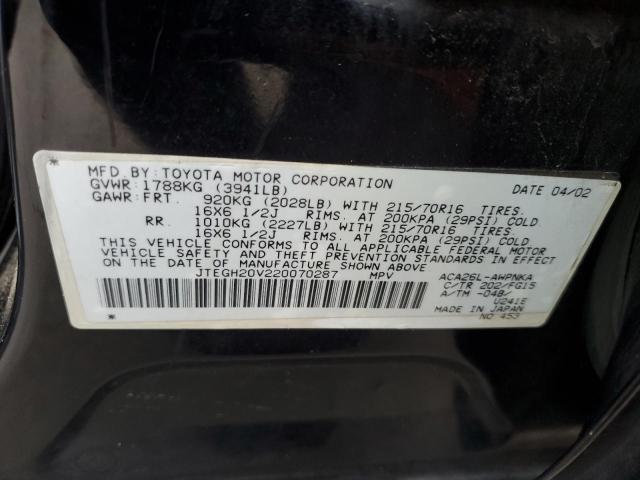 MFD. BY: TOYOTA MOTOR CORPORATION DATE 04/02
GVWR: 1788KG (3941LB)
GAWR: FRT. 920KG (2028LB) WITH 215/70R16 TIRES.
16X6 1/2J RIMS. AT 200KPA (29PSI) COLD
RR. 1010KG (2227LB) WITH 215/70R16 TIRES.
16X6 1/2J RIMS. AT 200KPA (29PSI) COLD
THIS VEHICLE CONFORMS TO ALL APPLICABLE FEDERAL MOTOR
VEHICLE SAFETY AND THEFT PREVENTION STANDARDS IN EFFECT
ON THE DATE OF MANUFACTURE SHOWN ABOVE.
JTEGH20V220070287 MPV ACA26L-AWPNKA
C/TR 202/FG15
A/TM -04B/
U241E
MADE IN JAPAN
NO 453